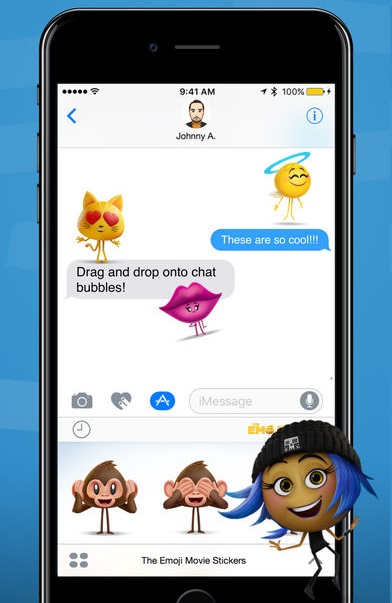 9:41 AM
100%
Johnny A.
These are so cool!!!
Drag and drop onto chat
bubbles!
iMessage
The Emoji Movie Stickers